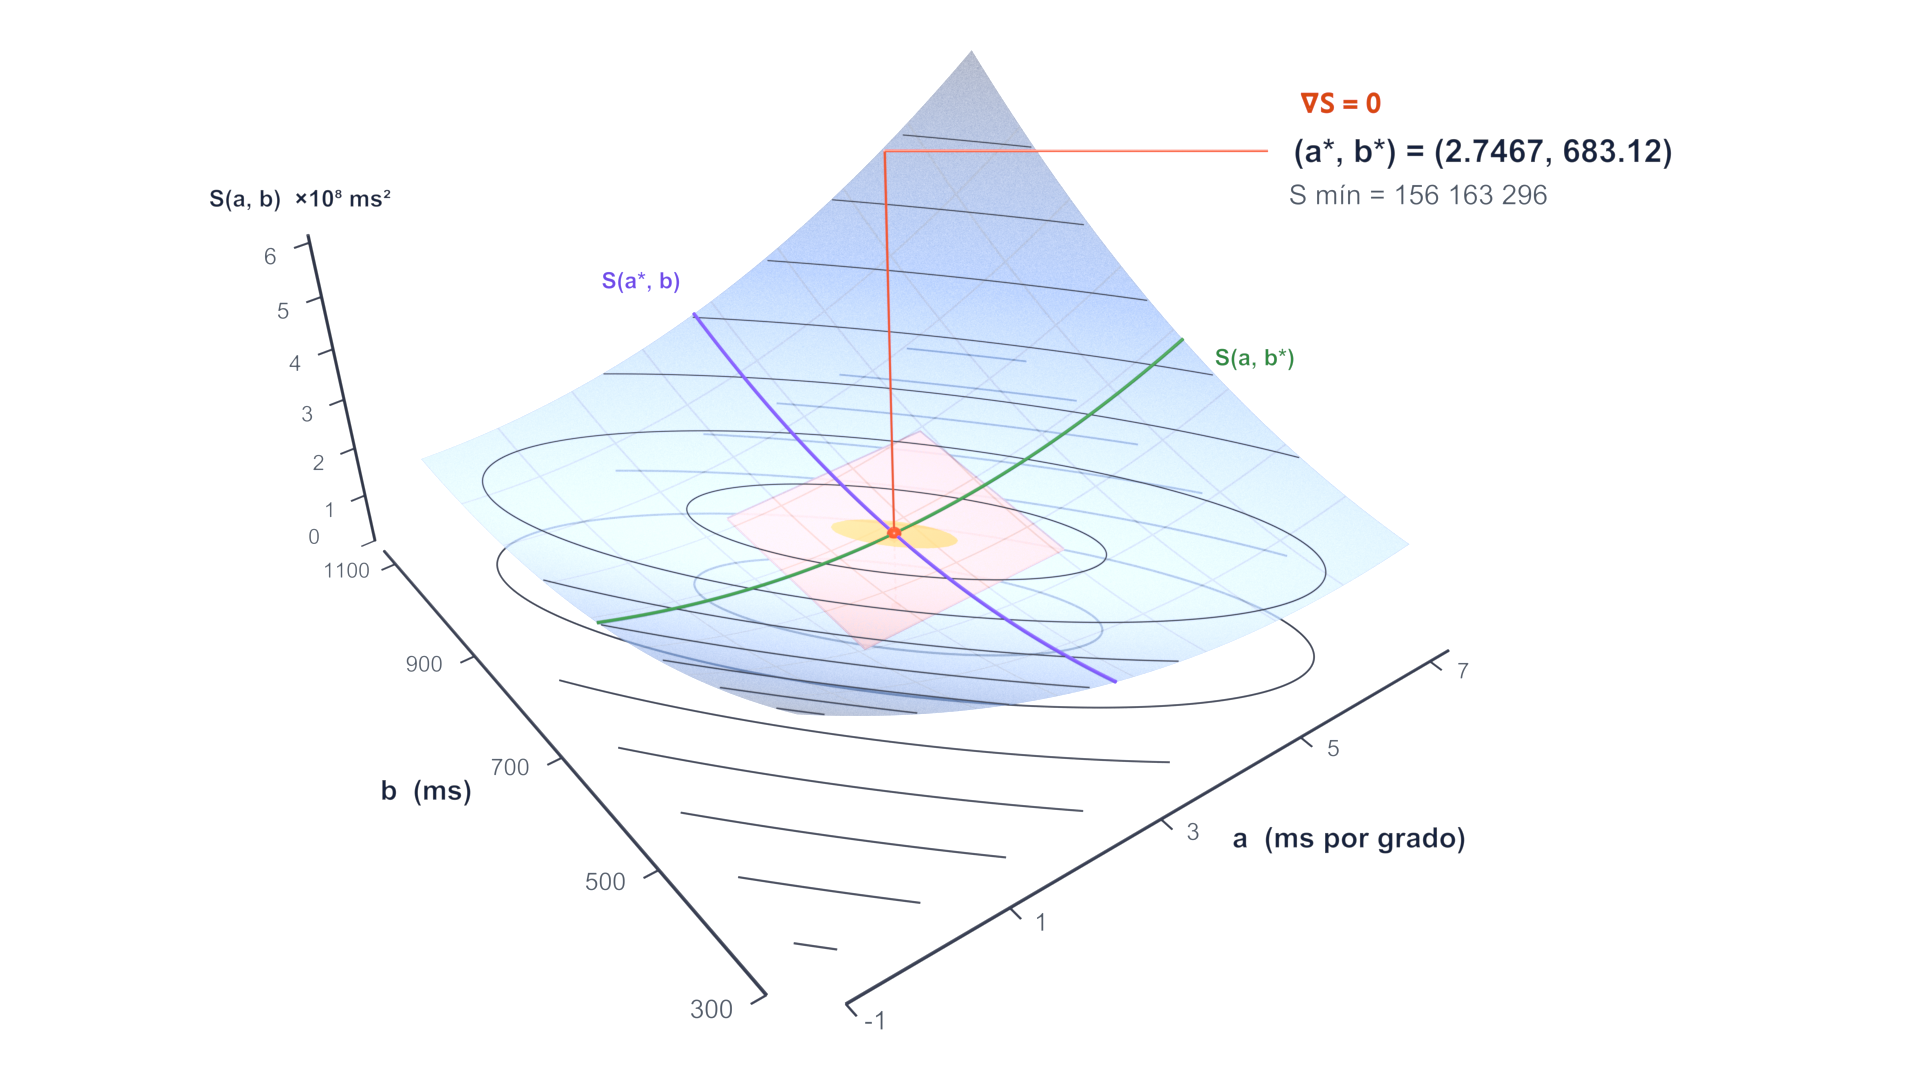 ∇S = 0
(a*, b*) = (2.7467, 683.12)
S mín = 156 163 296
S(a, b) ×10⁸ ms²
6
5
4
3
2
1
0
S(a*, b)
S(a, b*)
1100
900
700
500
300
b (ms)
7
5
3
1
-1
a (ms por grado)